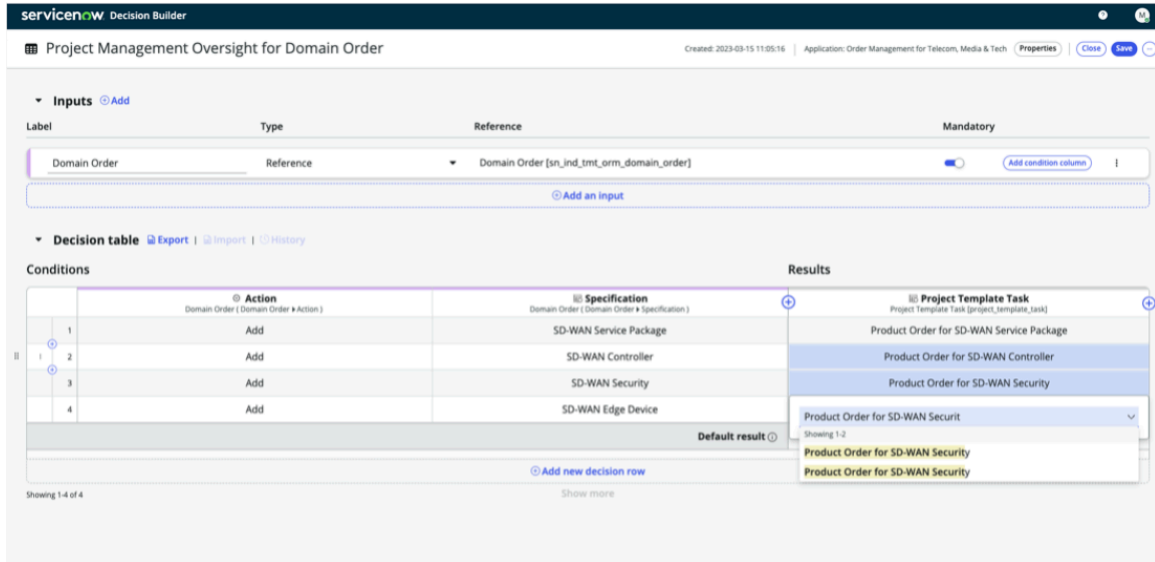 servicenow Decision Builder
M
Project Management Oversight for Domain Order
Created: 2023-03-15 11:05:16 | Application: Order Management for Telecom, Media & Tech Properties | Close Save
Inputs Add
Label Type Reference Mandatory
Domain Order Reference Domain Order [sn_ind_tmt_orm_domain_order] Add condition column
Add an input
Decision table Export | Import | History
Conditions Results
Action Specification Project Template Task
Domain Order ( Domain Order ▸ Action ) Domain Order ( Domain Order ▸ Specification ) Project Template Task [project_template_task]
1 Add SD-WAN Service Package Product Order for SD-WAN Service Package
2 Add SD-WAN Controller Product Order for SD-WAN Controller
3 Add SD-WAN Security Product Order for SD-WAN Security
4 Add SD-WAN Edge Device Product Order for SD-WAN Securit
Default result Showing 1-2
Product Order for SD-WAN Security
Product Order for SD-WAN Security
Add new decision row
Showing 1-4 of 4 Show more